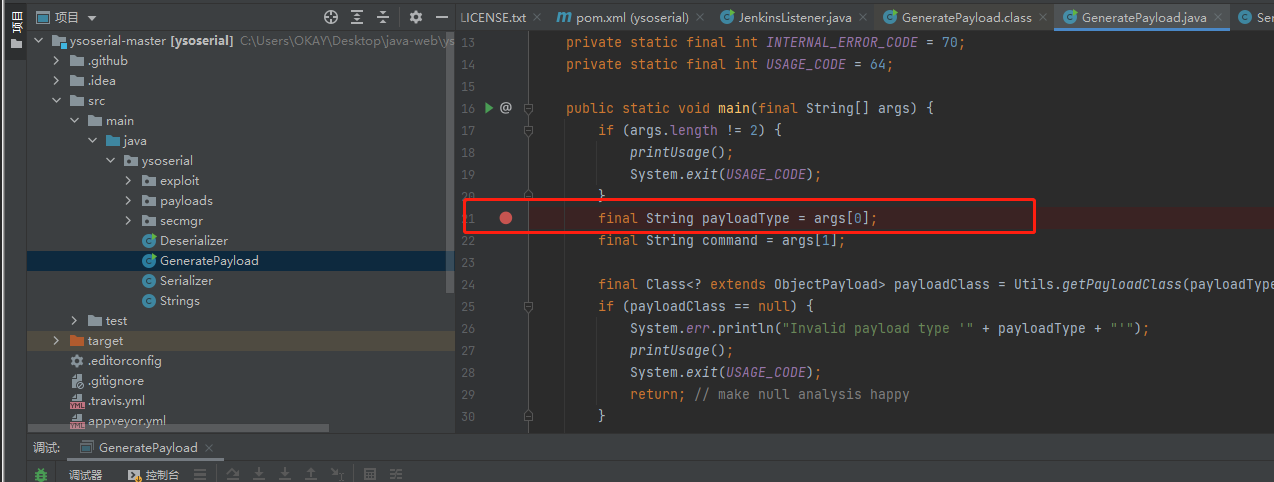 项目
项目
ysoserial-master [ysoserial] C:\Users\OKAY\Desktop\java-web\ys
.github
.idea
src
main
java
ysoserial
exploit
payloads
secmgr
Deserializer
GeneratePayload
Serializer
Strings
test
target
.editorconfig
.gitignore
.travis.yml
appveyor.yml
LICENSE.txt
pom.xml (ysoserial)
JenkinsListener.java
GeneratePayload.class
GeneratePayload.java
Ser
13 private static final int INTERNAL_ERROR_CODE = 70;
14 private static final int USAGE_CODE = 64;
15
16 public static void main(final String[] args) {
17 if (args.length != 2) {
18 printUsage();
19 System.exit(USAGE_CODE);
20 }
21 final String payloadType = args[0];
22 final String command = args[1];
23
24 final Class<? extends ObjectPayload> payloadClass = Utils.getPayloadClass(payloadType
25 if (payloadClass == null) {
26 System.err.println("Invalid payload type '" + payloadType + "'");
27 printUsage();
28 System.exit(USAGE_CODE);
29 return; // make null analysis happy
30 }
调试: GeneratePayload
调试器 控制台